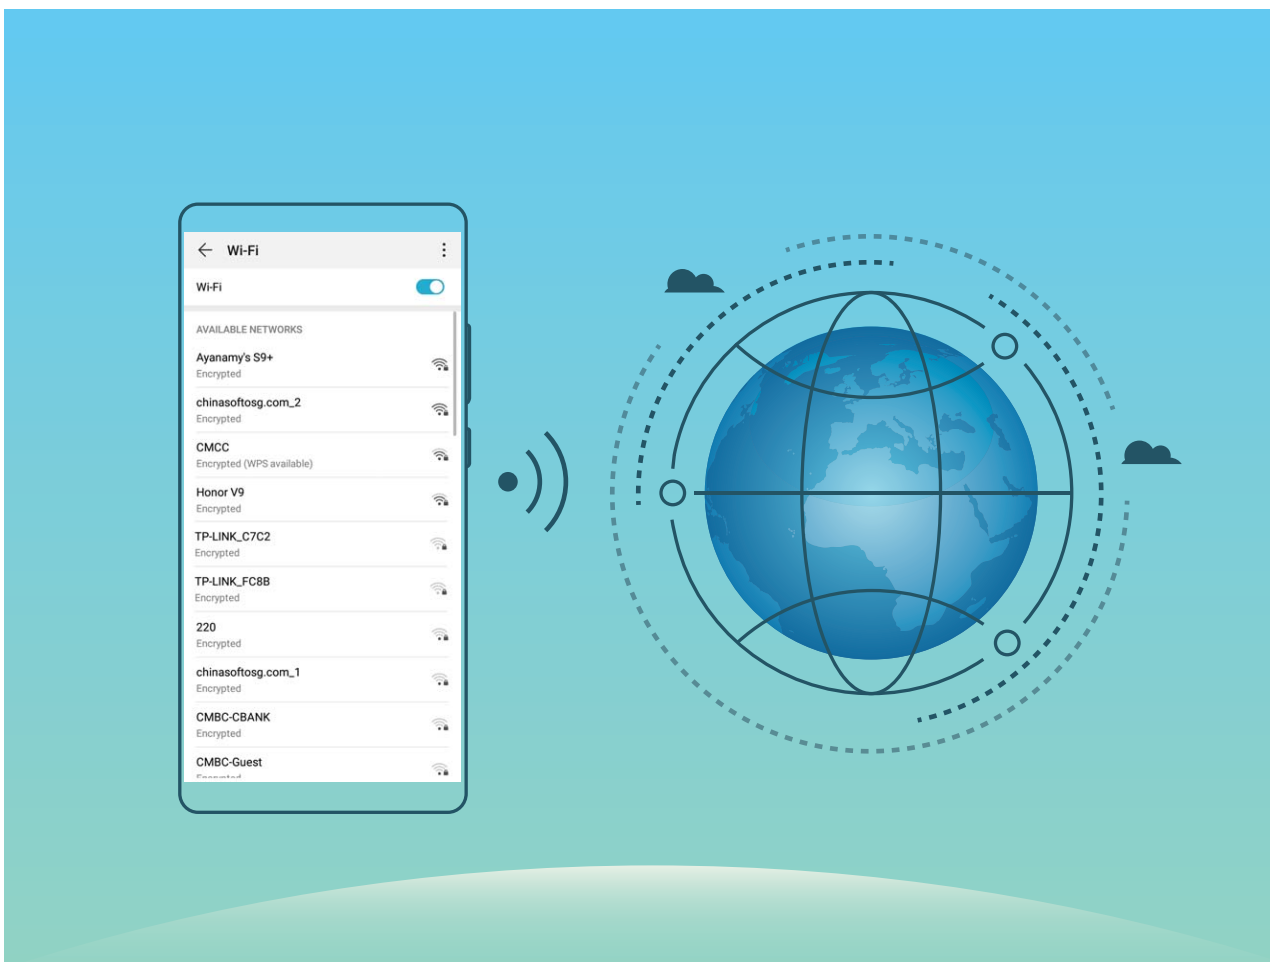 Wi-Fi
Wi-Fi
AVAILABLE NETWORKS
Ayanamy's S9+
Encrypted
chinasoftosg.com_2
Encrypted
CMCC
Encrypted (WPS available)
Honor V9
Encrypted
TP-LINK_C7C2
Encrypted
TP-LINK_FC8B
Encrypted
220
Encrypted
chinasoftosg.com_1
Encrypted
CMBC-CBANK
Encrypted
CMBC-Guest